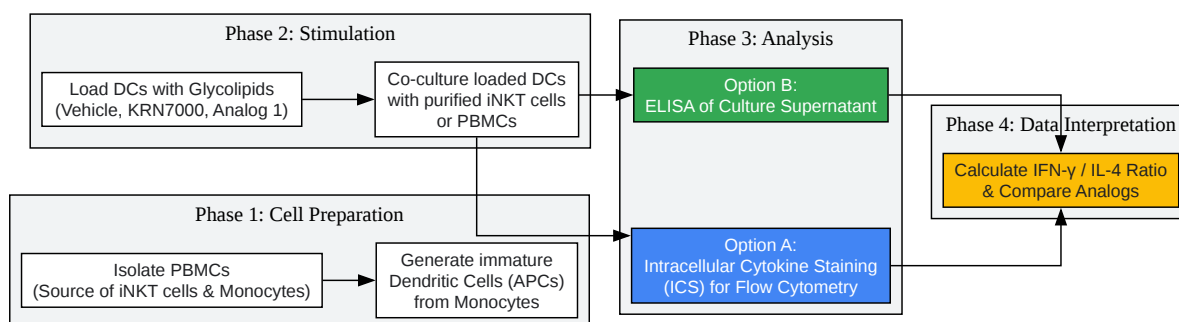 Phase 2: Stimulation
Load DCs with Glycolipids
(Vehicle, KRN7000, Analog 1)
Co-culture loaded DCs
with purified iNKT cells
or PBMCs
Phase 1: Cell Preparation
Isolate PBMCs
(Source of iNKT cells & Monocytes)
Generate immature
Dendritic Cells (APCs)
from Monocytes
Phase 3: Analysis
Option B:
ELISA of Culture Supernatant
Option A:
Intracellular Cytokine Staining
(ICS) for Flow Cytometry
Phase 4: Data Interpretation
Calculate IFN-γ / IL-4 Ratio
& Compare Analogs